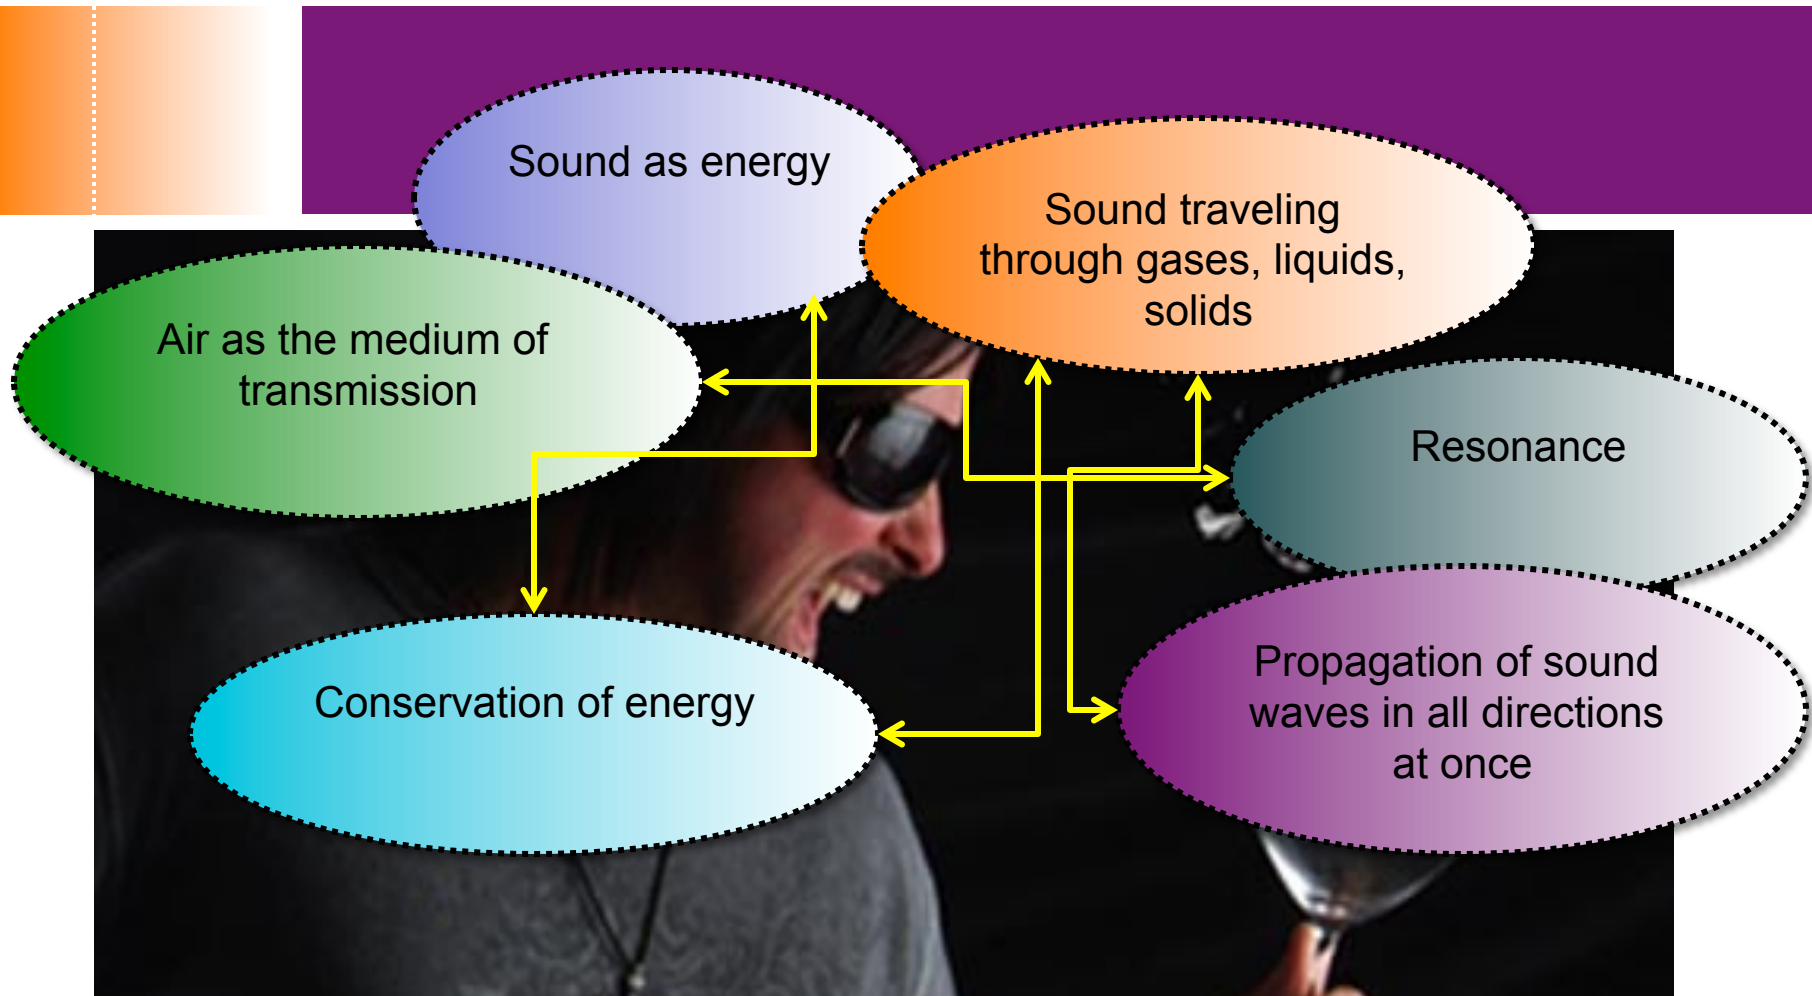 Sound as energy
Sound traveling
through gases, liquids,
solids
Air as the medium of
transmission
Resonance
Conservation of energy
Propagation of sound
waves in all directions
at once